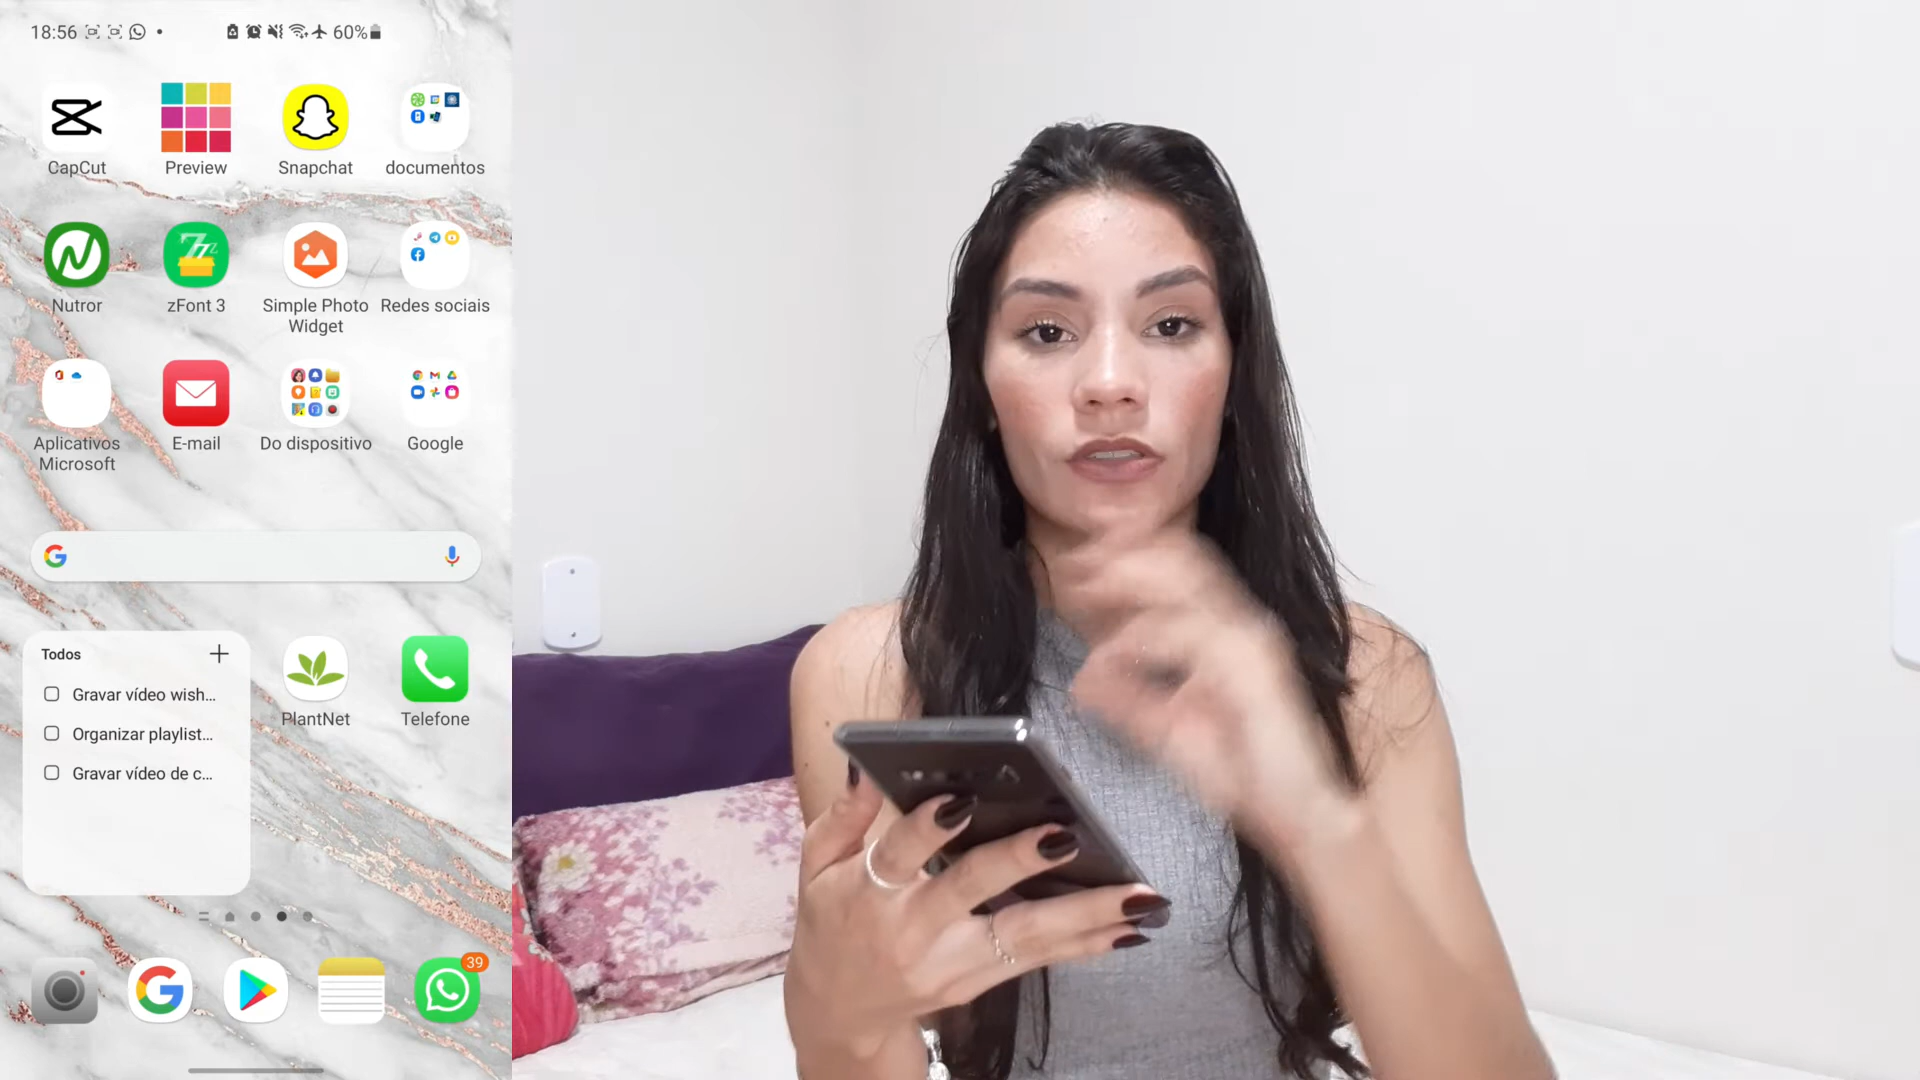 18:56
60%
CapCut
Preview
Snapchat
documentos
Nutror
zFont 3
Simple Photo
Widget
Redes sociais
Aplicativos
Microsoft
E-mail
Do dispositivo
Google
Todos
Gravar vídeo wish...
Organizar playlist...
Gravar vídeo de c...
PlantNet
Telefone
39